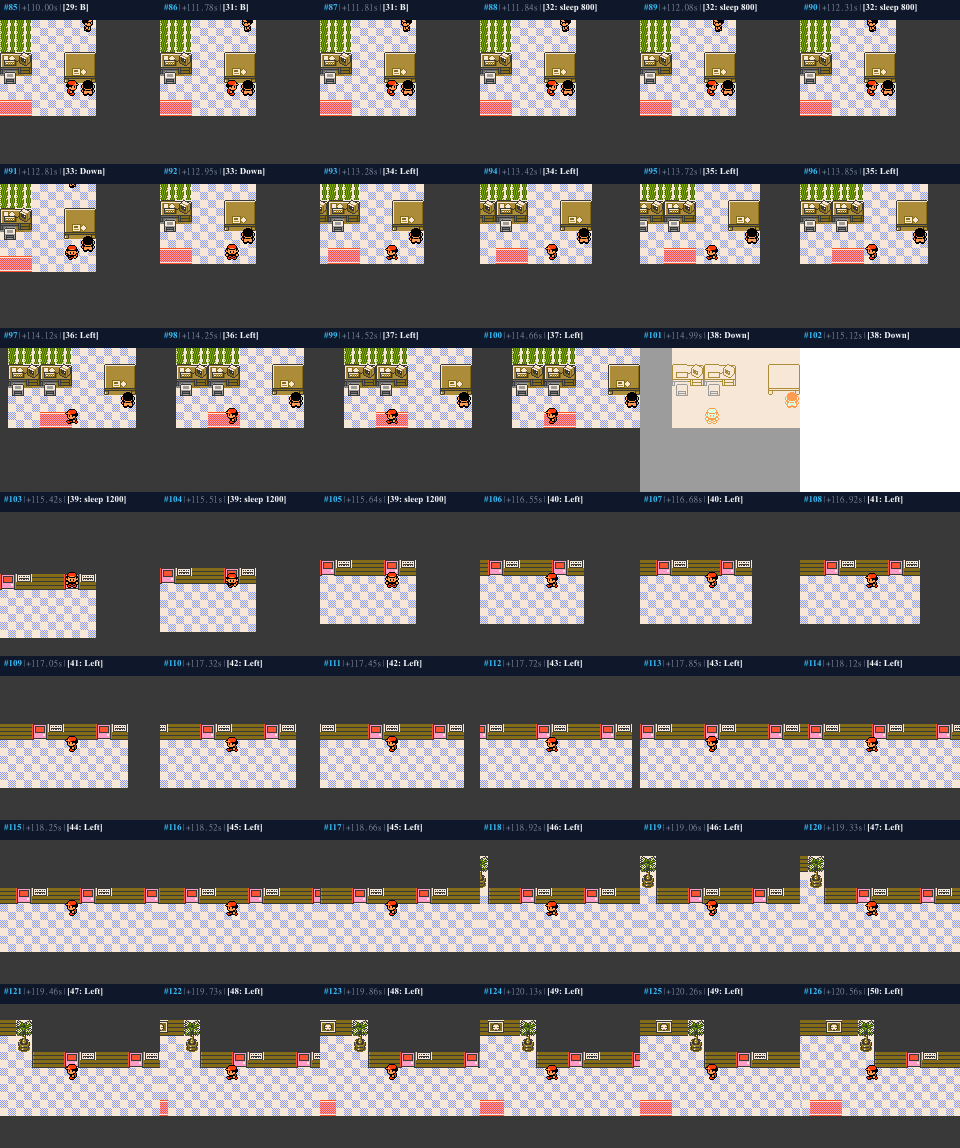 #85|+110.00s|[29: B]
#86|+111.78s|[31: B]
#87|+111.81s|[31: B]
#88|+111.84s|[32: sleep 800]
#89|+112.08s|[32: sleep 800]
#90|+112.31s|[32: sleep 800]
#91|+112.81s|[33: Down]
#92|+112.95s|[33: Down]
#93|+113.28s|[34: Left]
#94|+113.42s|[34: Left]
#95|+113.72s|[35: Left]
#96|+113.85s|[35: Left]
#97|+114.12s|[36: Left]
#98|+114.25s|[36: Left]
#99|+114.52s|[37: Left]
#100|+114.66s|[37: Left]
#101|+114.99s|[38: Down]
#102|+115.12s|[38: Down]
#103|+115.42s|[39: sleep 1200]
#104|+115.51s|[39: sleep 1200]
#105|+115.64s|[39: sleep 1200]
#106|+116.55s|[40: Left]
#107|+116.68s|[40: Left]
#108|+116.92s|[41: Left]
#109|+117.05s|[41: Left]
#110|+117.32s|[42: Left]
#111|+117.45s|[42: Left]
#112|+117.72s|[43: Left]
#113|+117.85s|[43: Left]
#114|+118.12s|[44: Left]
#115|+118.25s|[44: Left]
#116|+118.52s|[45: Left]
#117|+118.66s|[45: Left]
#118|+118.92s|[46: Left]
#119|+119.06s|[46: Left]
#120|+119.33s|[47: Left]
#121|+119.46s|[47: Left]
#122|+119.73s|[48: Left]
#123|+119.86s|[48: Left]
#124|+120.13s|[49: Left]
#125|+120.26s|[49: Left]
#126|+120.56s|[50: Left]